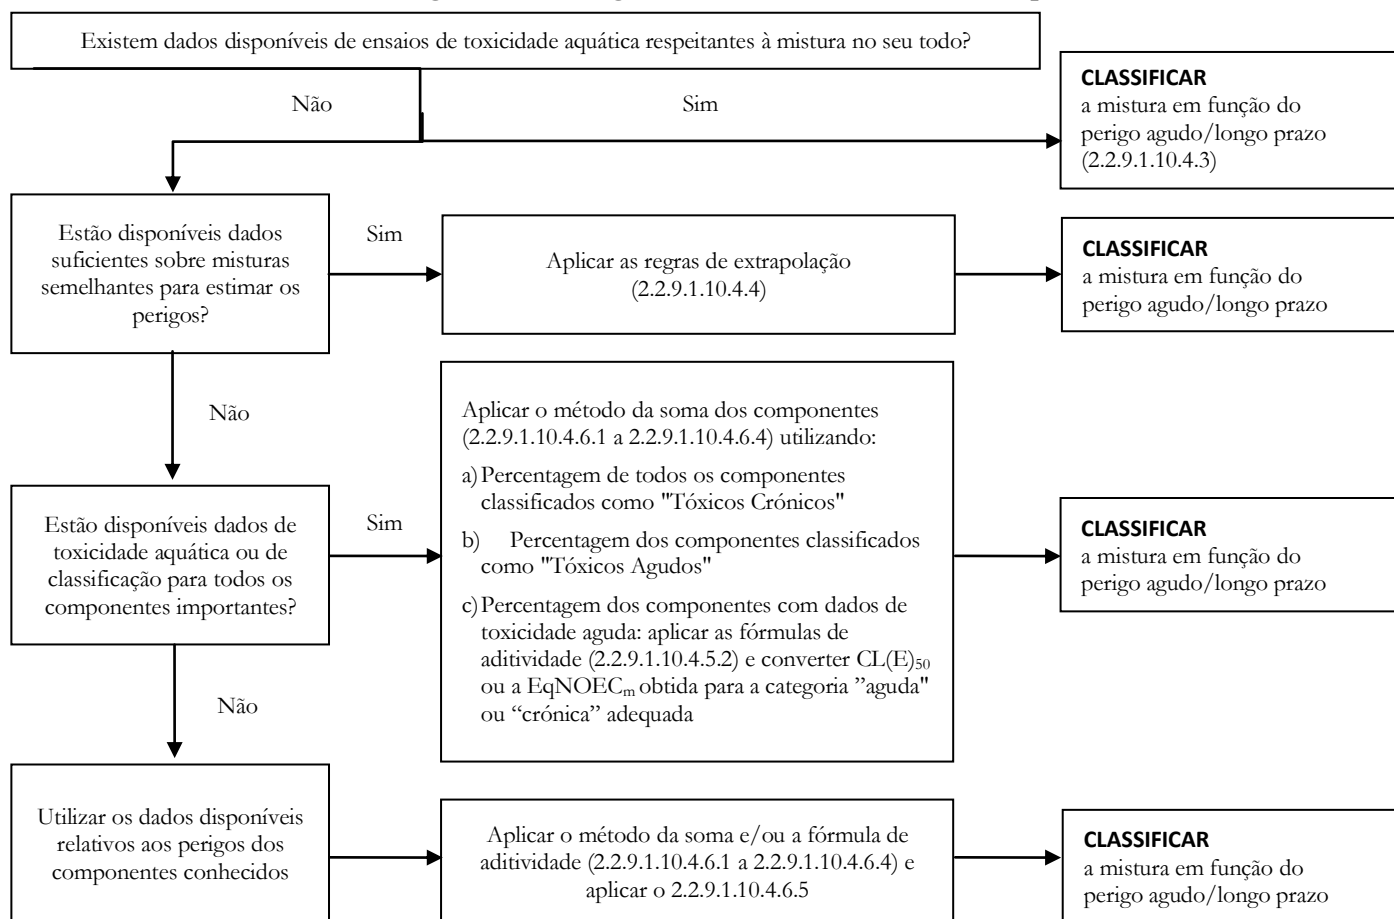 Existem dados disponíveis de ensaios de toxicidade aquática respeitantes à mistura no seu todo?
Não
Sim
CLASSIFICAR
a mistura em função do
perigo agudo/longo prazo
(2.2.9.1.10.4.3)
Estão disponíveis dados
suficientes sobre misturas
semelhantes para estimar os
perigos?
Sim
Aplicar as regras de extrapolação
(2.2.9.1.10.4.4)
CLASSIFICAR
a mistura em função do
perigo agudo/longo prazo
Não
Estão disponíveis dados de
toxicidade aquática ou de
classificação para todos os
componentes importantes?
Sim
Aplicar o método da soma dos componentes
(2.2.9.1.10.4.6.1 a 2.2.9.1.10.4.6.4) utilizando:
a) Percentagem de todos os componentes
classificados como "Tóxicos Crónicos"
b) Percentagem dos componentes classificados
como "Tóxicos Agudos"
c) Percentagem dos componentes com dados de
toxicidade aguda: aplicar as fórmulas de
aditividade (2.2.9.1.10.4.5.2) e converter CL(E)50
ou a EqNOECm obtida para a categoria ”aguda"
ou “crónica” adequada
CLASSIFICAR
a mistura em função do
perigo agudo/longo prazo
Não
Utilizar os dados disponíveis
relativos aos perigos dos
componentes conhecidos
Aplicar o método da soma e/ou a fórmula de
aditividade (2.2.9.1.10.4.6.1 a 2.2.9.1.10.4.6.4) e
aplicar o 2.2.9.1.10.4.6.5
CLASSIFICAR
a mistura em função do
perigo agudo/longo prazo